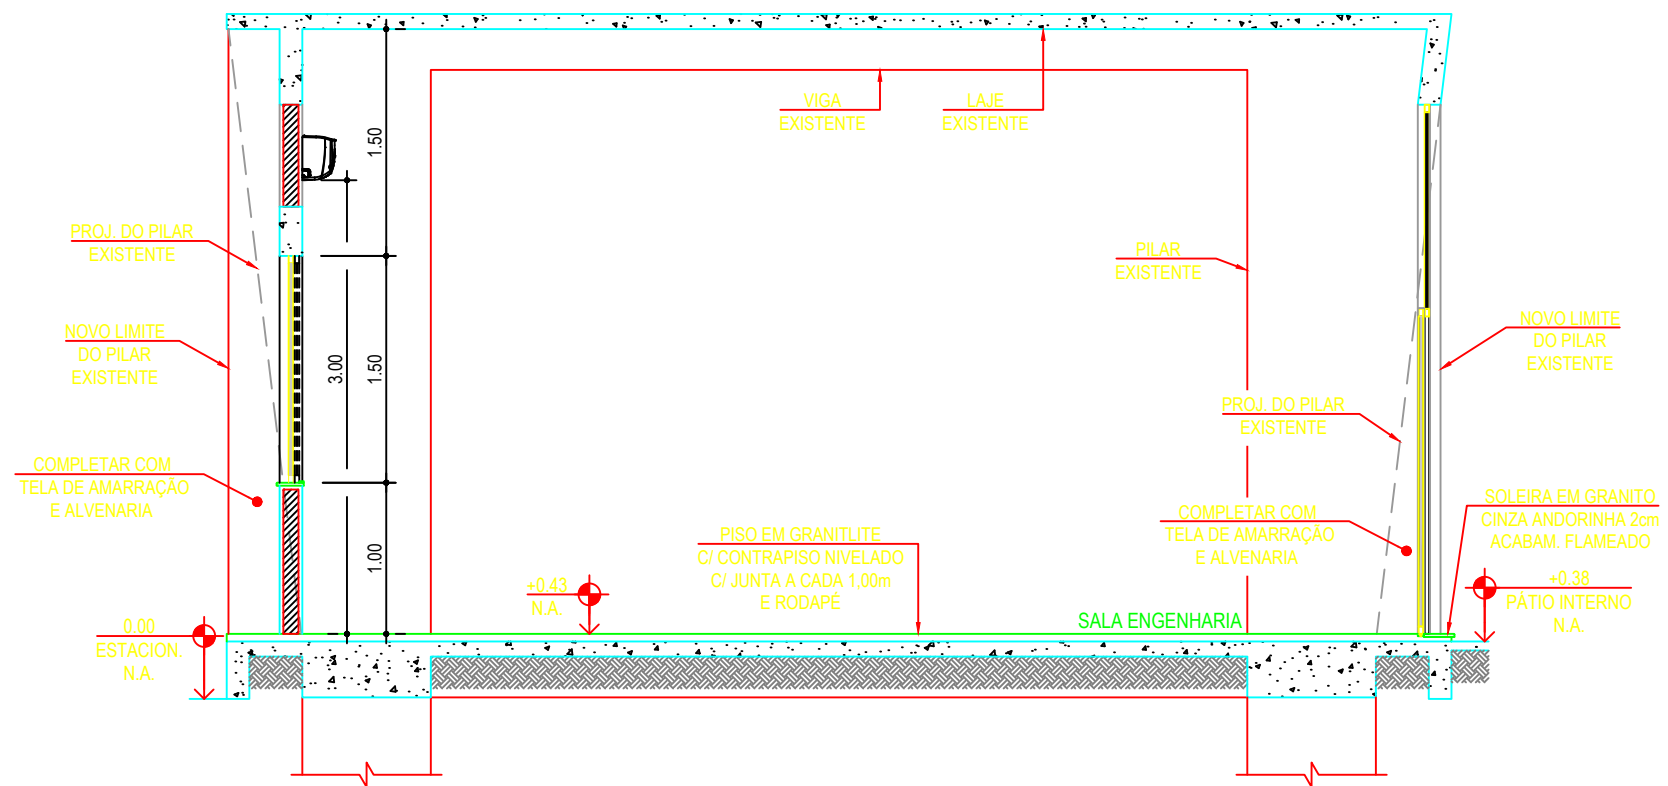 VIGA
EXISTENTE
LAJE
EXISTENTE
1.50
PROJ. DO PILAR
EXISTENTE
PILAR
EXISTENTE
NOVO LIMITE
DO PILAR
EXISTENTE
3.00
1.50
NOVO LIMITE
DO PILAR
EXISTENTE
PROJ. DO PILAR
EXISTENTE
COMPLETAR COM
TELA DE AMARRAÇÃO
E ALVENARIA
1.00
PISO EM GRANITLITE
C/ CONTRAPISO NIVELADO
C/ JUNTA A CADA 1,00m
E RODAPÉ
COMPLETAR COM
TELA DE AMARRAÇÃO
E ALVENARIA
SOLEIRA EM GRANITO
CINZA ANDORINHA 2cm
ACABAM. FLAMEADO
+0.43
N.A.
+0.38
PÁTIO INTERNO
N.A.
SALA ENGENHARIA
0.00
ESTACION.
N.A.